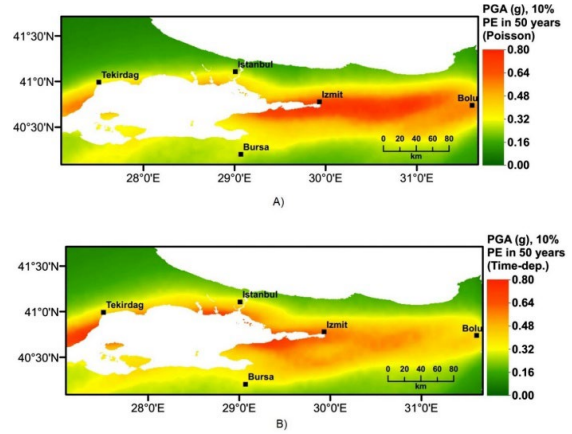 PGA (g), 10%
PE in 50 years
(Poisson)
0.80
0.64
0.48
0.32
0.16
0.00
41°30'N
41°0'N
40°30'N
Tekirdag
Istanbul
Izmit
Bolu
Bursa
0 20 40 60 80
km
28°0'E 29°0'E 30°0'E 31°0'E
A)
PGA (g), 10%
PE in 50 years
(Time-dep.)
0.80
0.64
0.48
0.32
0.16
0.00
41°30'N
41°0'N
40°30'N
Tekirdag
Istanbul
Izmit
Bolu
Bursa
0 20 40 60 80
km
28°0'E 29°0'E 30°0'E 31°0'E
B)